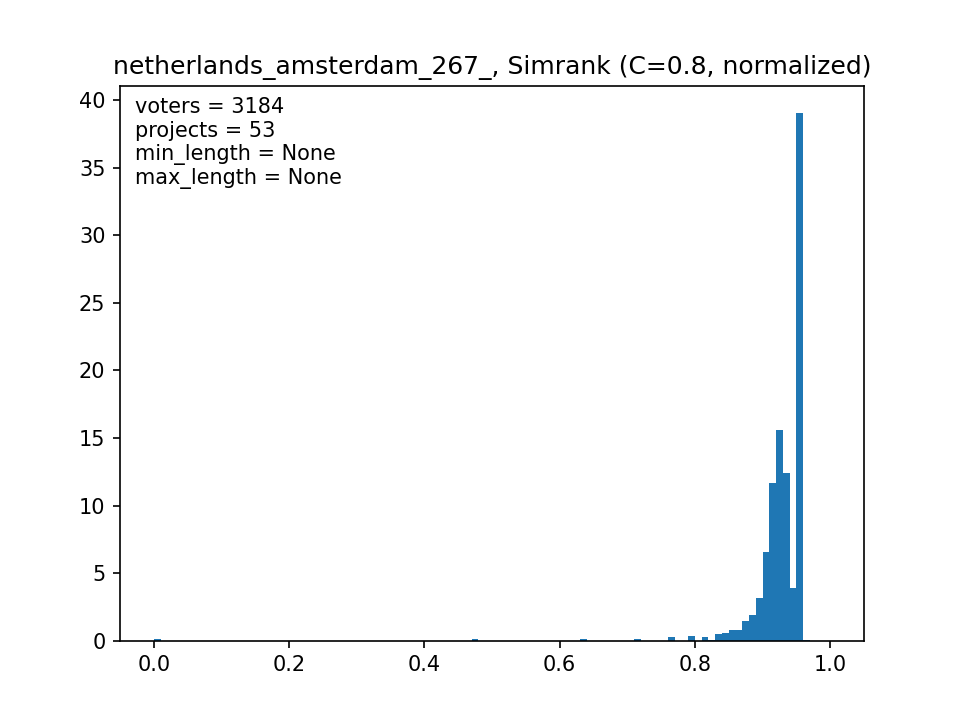 netherlands_amsterdam_267_, Simrank (C=0.8, normalized)
voters = 3184
projects = 53
min_length = None
max_length = None
40
35
30
25
20
15
10
5
0
0.0 0.2 0.4 0.6 0.8 1.0